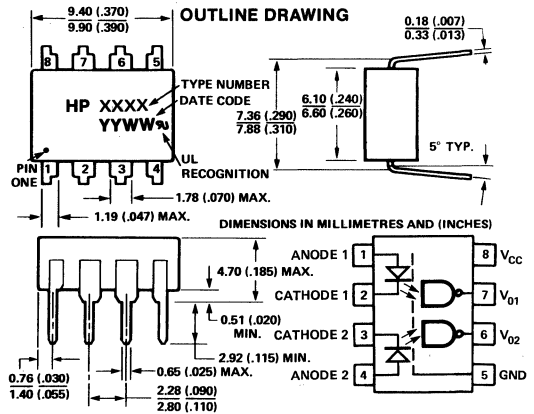 OUTLINE DRAWING
9.40 (.370)
9.90 (.390)
8 7 6 5
HP XXXX
YYWW
TYPE NUMBER
DATE CODE
UL
RECOGNITION
PIN
ONE
1 2 3 4
1.78 (.070) MAX.
1.19 (.047) MAX.
0.18 (.007)
0.33 (.013)
7.36 (.290)
7.88 (.310)
6.10 (.240)
6.60 (.260)
5° TYP.
DIMENSIONS IN MILLIMETRES AND (INCHES)
4.70 (.185) MAX.
0.51 (.020)
MIN.
2.92 (.115) MIN.
0.76 (.030)
1.40 (.055)
0.65 (.025) MAX.
2.28 (.090)
2.80 (.110)
ANODE 1 1
8 VCC
CATHODE 1 2
7 V01
CATHODE 2 3
6 V02
ANODE 2 4
5 GND